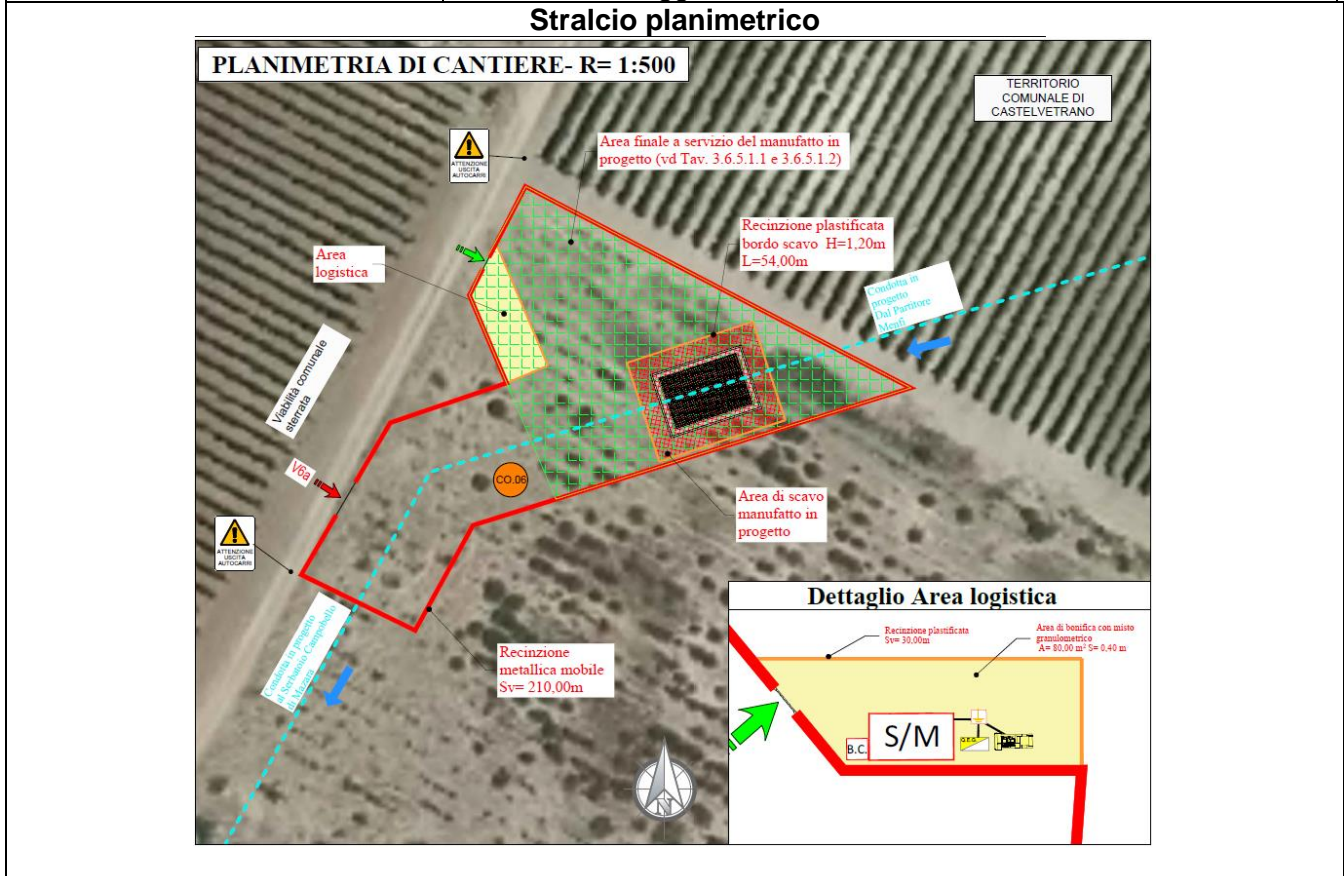 Stralcio planimetrico
PLANIMETRIA DI CANTIERE- R= 1:500
TERRITORIO
COMUNALE DI
CASTELVETRANO
ATTENZIONE
USCITA
AUTOCARRI
Area finale a servizio del manufatto in
progetto (vd Tav. 3.6.5.1.1 e 3.6.5.1.2)
Recinzione plastificata
bordo scavo H=1,20m
L=54,00m
Area
logistica
Condotta in
progetto
Dal Partitore
Menfi
Viabilità comunale
sterrata
V6a
CO.06
Area di scavo
manufatto in
progetto
ATTENZIONE
USCITA
AUTOCARRI
Condotta in progetto
al Serbatoio Campobello
di Mazara
Recinzione
metallica mobile
Sv= 210,00m
N
Dettaglio Area logistica
Recinzione plastificata
Sv= 30,00m
Area di bonifica con misto
granulometrico
A= 80,00 m² S= 0,40 m
B.C.
S/M